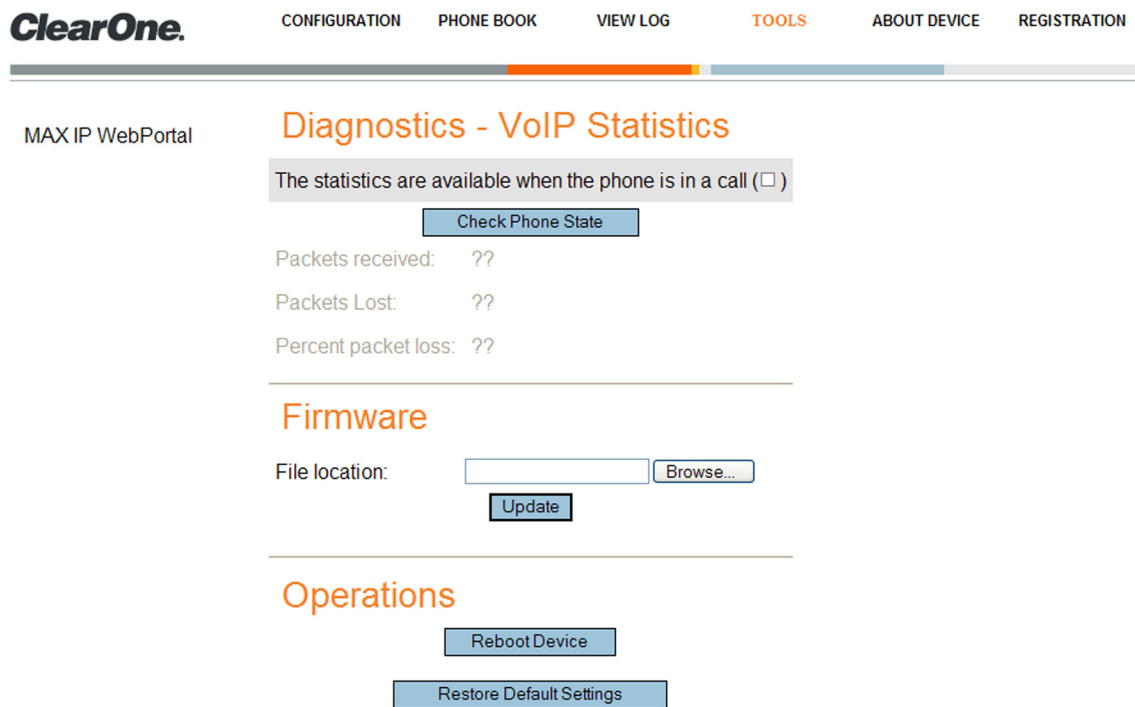 ClearOne.
CONFIGURATION PHONE BOOK VIEW LOG TOOLS ABOUT DEVICE REGISTRATION
MAX IP WebPortal
Diagnostics - VoIP Statistics
The statistics are available when the phone is in a call ( )
Check Phone State
Packets received: ??
Packets Lost: ??
Percent packet loss: ??
Firmware
File location: Browse...
Update
Operations
Reboot Device
Restore Default Settings